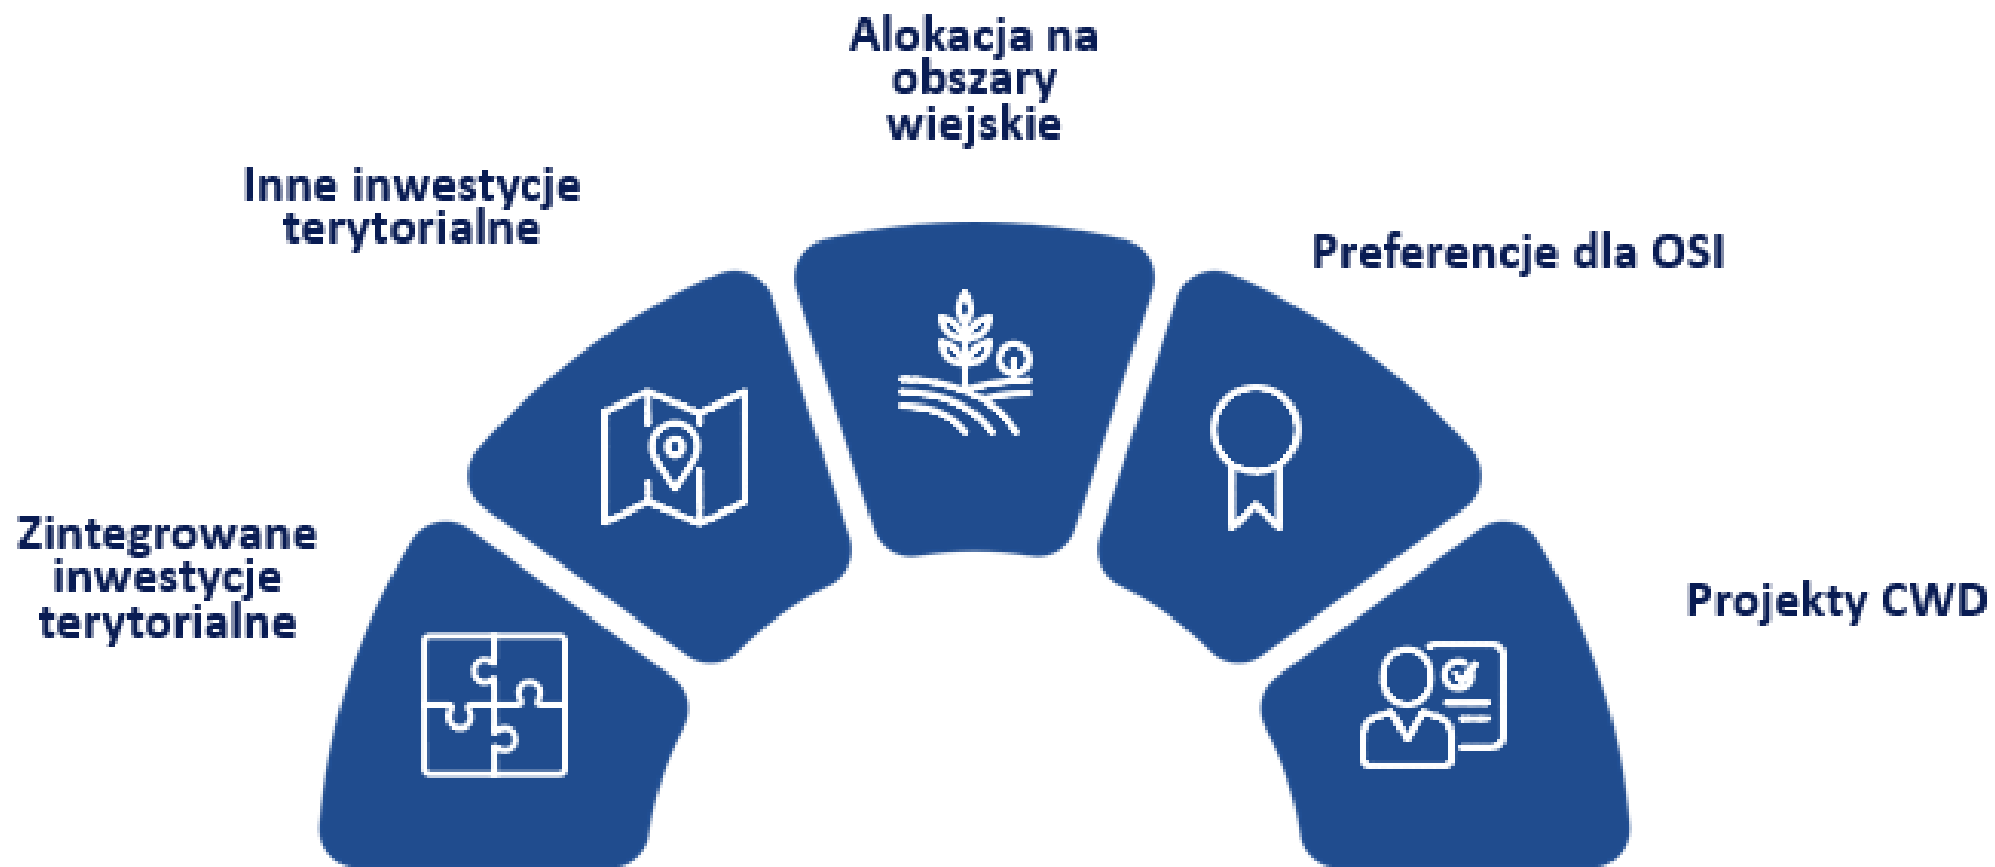 Alokacja na
obszary
wiejskie
Inne inwestycje
terytorialne
Preferencje dla OSI
Zintegrowane
inwestycje
terytorialne
Projekty CWD